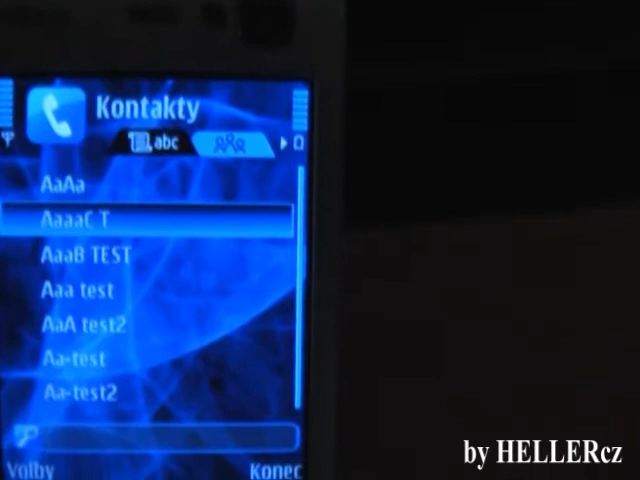 Kontakty
abc
AaAa
AaaaC T
AaaB TEST
Aaa test
AaA test2
Aa-test
Aa-test2
Volby Konec
by HELLERcz